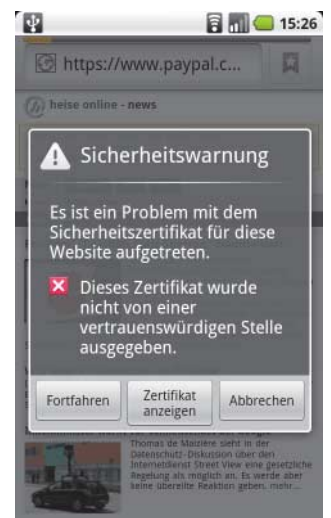 15:26
https://www.paypal.c...
heise online - news
Sicherheitswarnung
Es ist ein Problem mit dem
Sicherheitszertifikat für diese
Website aufgetreten.
Dieses Zertifikat wurde
nicht von einer
vertrauenswürdigen Stelle
ausgegeben.
Fortfahren
Zertifikat
anzeigen
Abbrechen
Thomas de Maizière sieht in der
Datenschutz-Diskussion über den
Internetdienst Street View eine gesetzliche
Regelung als möglich an. Es werde aber
keine übereilte Reaktion geben. mehr...